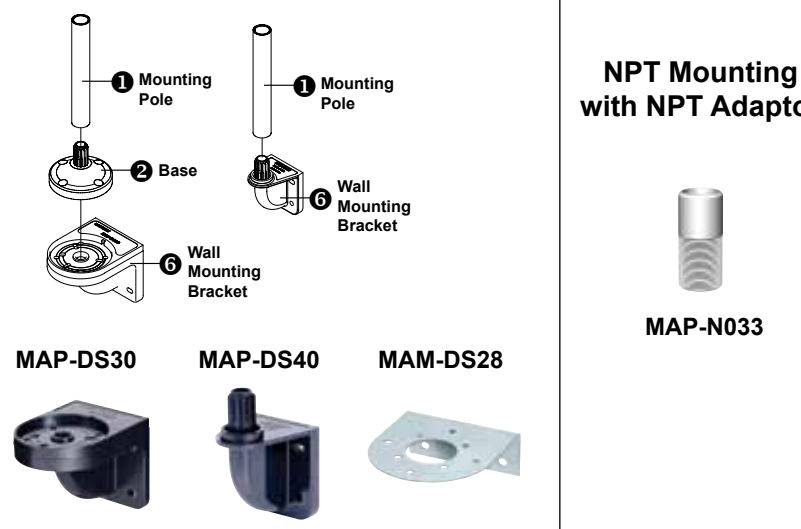 ❶ Mounting
Pole
❷ Base
❻ Wall
Mounting
Bracket
❶ Mounting
Pole
❻ Wall
Mounting
Bracket
MAP-DS30 MAP-DS40 MAM-DS28
NPT Mounting
with NPT Adapto
MAP-N033